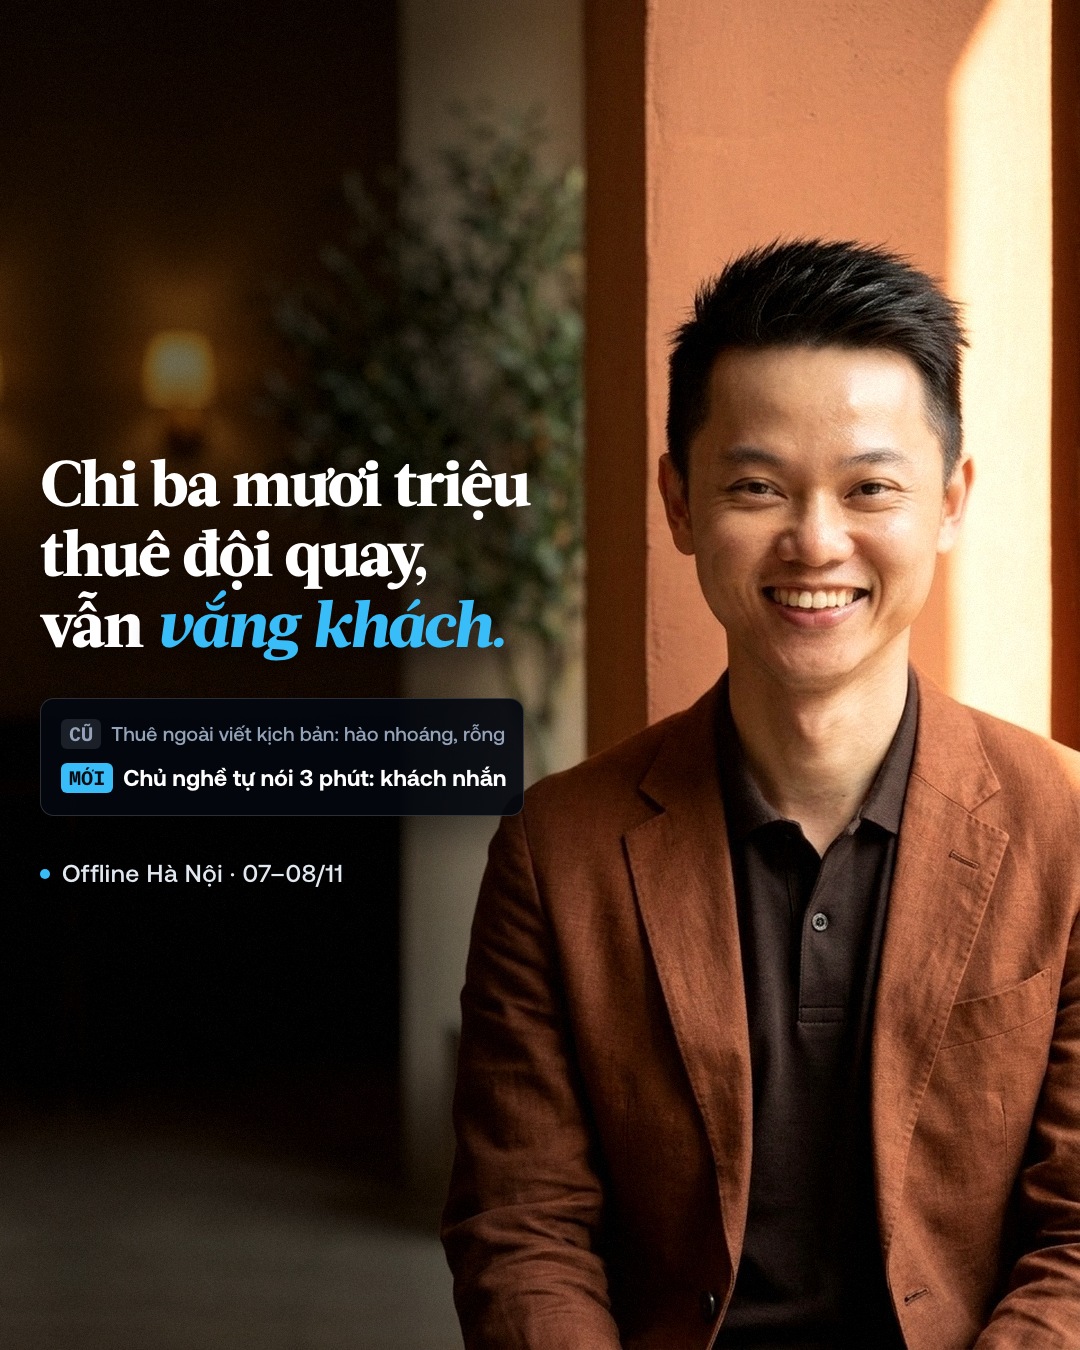 Chi ba mươi triệu
thuê đội quay,
vẫn vắng khách.
CŨ Thuê ngoài viết kịch bản: hào nhoáng, rỗng
MỚI Chủ nghề tự nói 3 phút: khách nhắn
Offline Hà Nội · 07–08/11